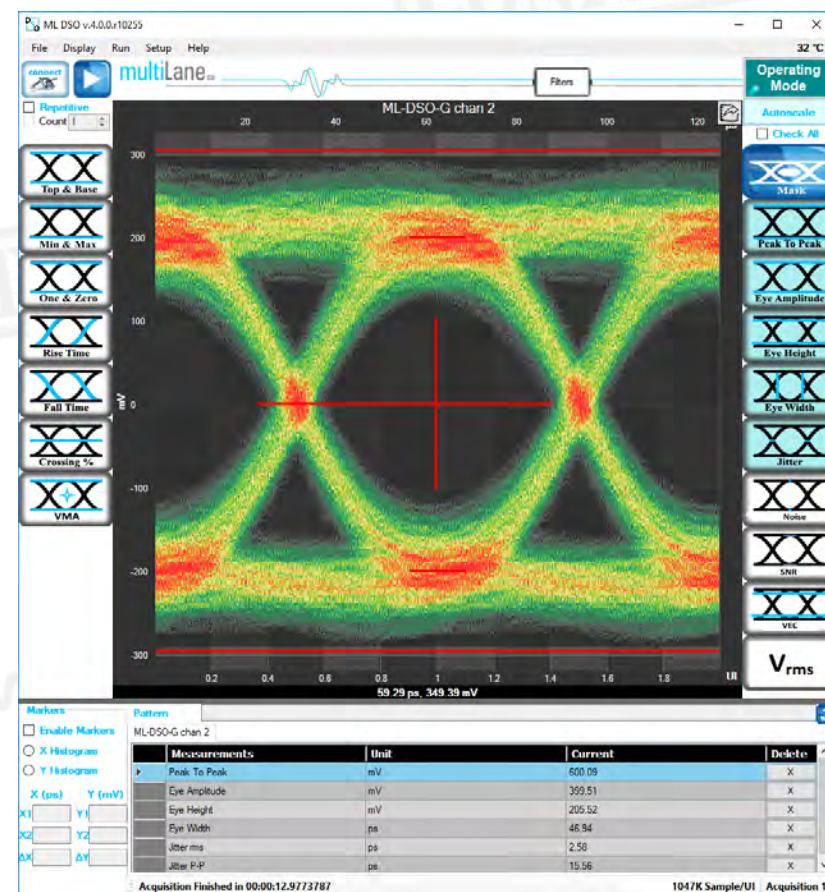 ML DSO v.4.0.0.r10255
File Display Run Setup Help
32 °C
connect
multiLane
Filters
Operating
Mode
Repetitive
Count 1
ML-DSO-G chan 2
Autoscale
Check All
20 40 60 80 100 120
Top & Base
Min & Max
One & Zero
Rise Time
Fall Time
Crossing %
VMA
300
200
100
mV
0
-100
-200
-300
0.2 0.4 0.6 0.8 1 1.2 1.4 1.6 1.8 UI
59.29 ps, 349.39 mV
Mask
Peak To Peak
Eye Amplitude
Eye Height
Eye Width
Jitter
Noise
SNR
VEC
Vrms
Markers
Enable Markers
X Histogram
Y Histogram
X (ps) Y (mV)
X1 Y1
X2 Y2
ΔX ΔY
Pattern
ML-DSO-G chan 2
Measurements Unit Current Delete
Peak To Peak mV 600.09 X
Eye Amplitude mV 399.51 X
Eye Height mV 205.52 X
Eye Width ps 46.94 X
Jitter rms ps 2.58 X
Jitter P-P ps 15.56 X
Acquisition Finished in 00:00:12.9773787
1047K Sample/UI Acquisition 1